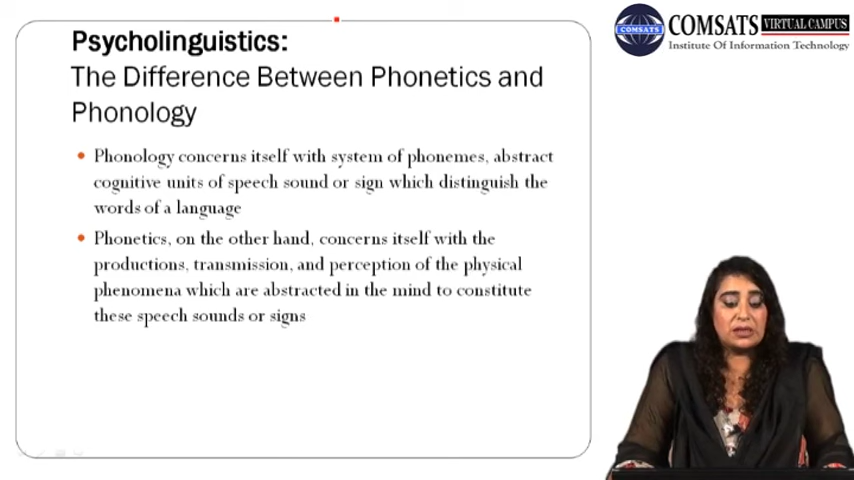 Psycholinguistics:
The Difference Between Phonetics and
Phonology
Phonology concerns itself with system of phonemes, abstract
cognitive units of speech sound or sign which distinguish the
words of a language
Phonetics, on the other hand, concerns itself with the
productions, transmission, and perception of the physical
phenomena which are abstracted in the mind to constitute
these speech sounds or signs
COMSATS
COMSATS VIRTUAL CAMPUS
Institute Of Information Technology